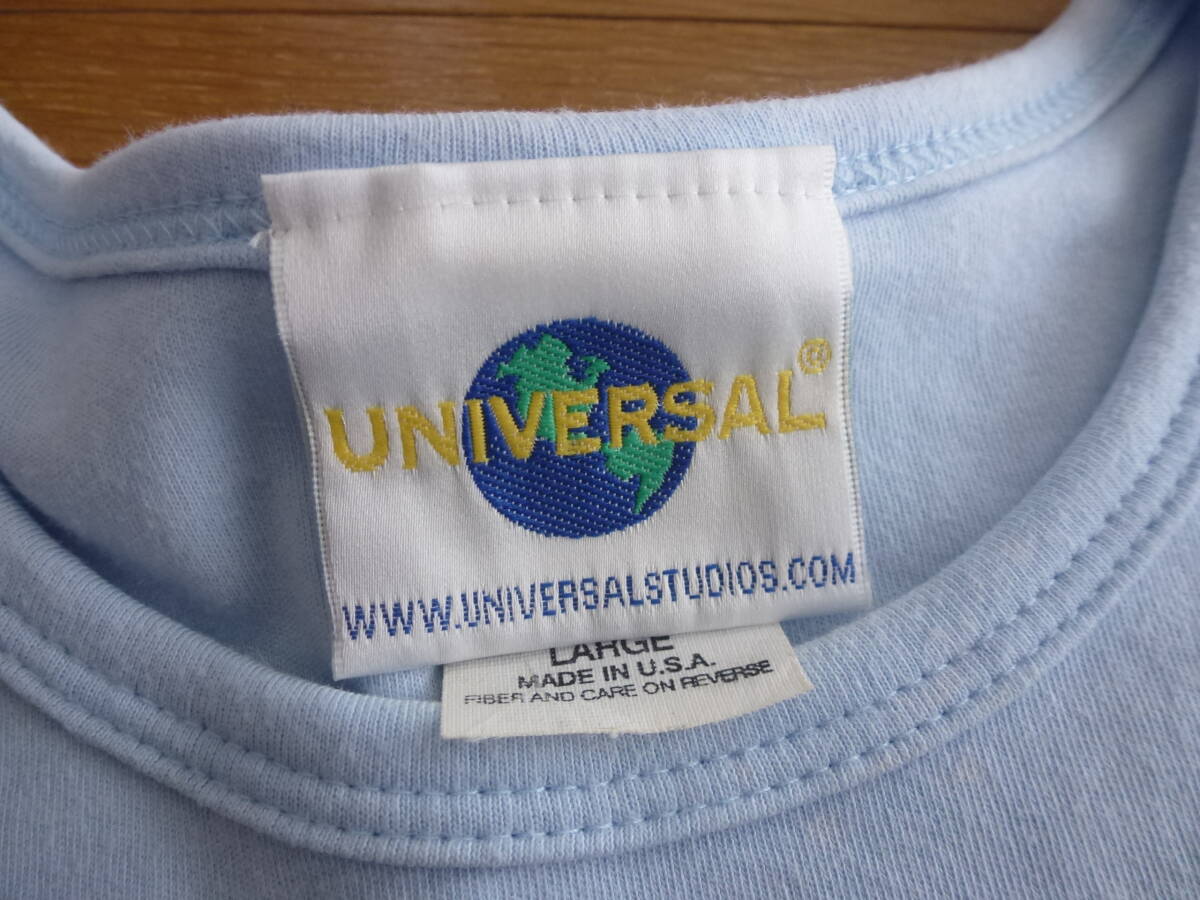 UNIVERSAL®
WWW.UNIVERSALSTUDIOS.COM
LARGE
MADE IN U.S.A.
FIBER AND CARE ON REVERSE